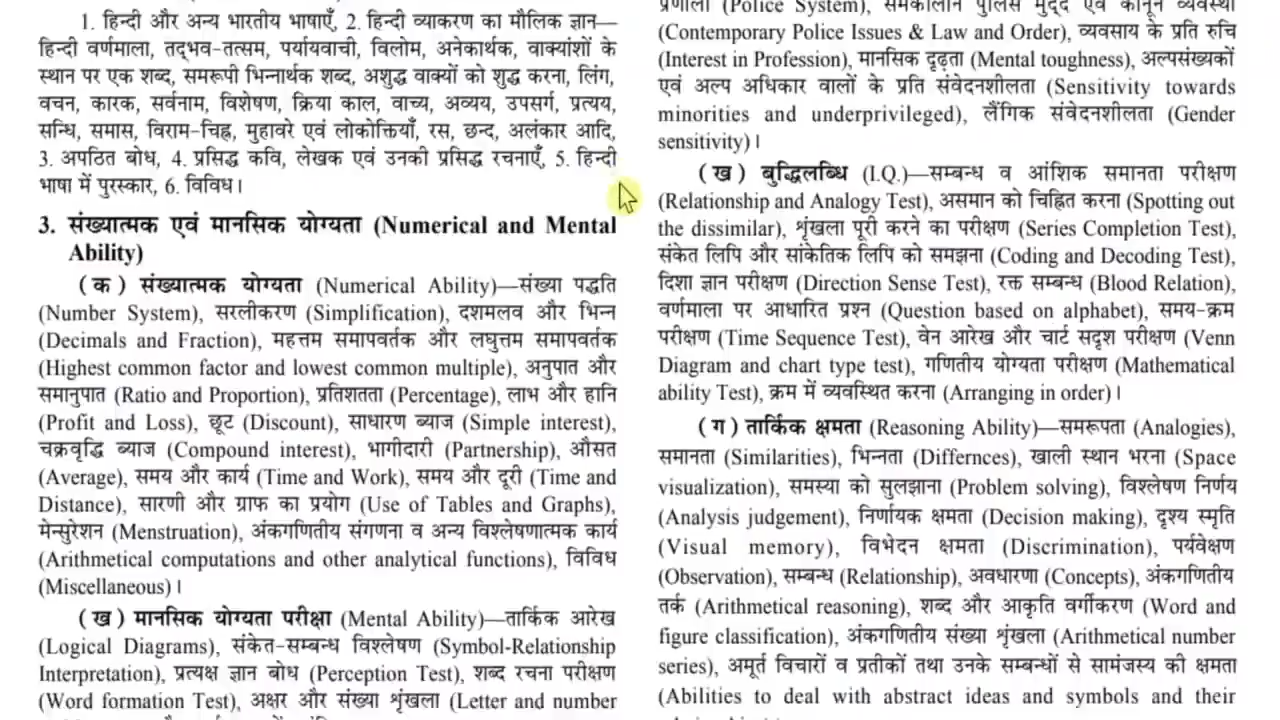 1. हिन्दी और अन्य भारतीय भाषाएँ, 2. हिन्दी व्याकरण का मौलिक ज्ञान—
हिन्दी वर्णमाला, तद्भव-तत्सम, पर्यायवाची, विलोम, अनेकार्थक, वाक्यांशों के
स्थान पर एक शब्द, समरूपी भिन्नार्थक शब्द, अशुद्ध वाक्यों को शुद्ध करना, लिंग,
वचन, कारक, सर्वनाम, विशेषण, क्रिया काल, वाच्य, अव्यय, उपसर्ग, प्रत्यय,
सन्धि, समास, विराम-चिह्न, मुहावरे एवं लोकोक्तियाँ, रस, छन्द, अलंकार आदि,
3. अपठित बोध, 4. प्रसिद्ध कवि, लेखक एवं उनकी प्रसिद्ध रचनाएँ, 5. हिन्दी
भाषा में पुरस्कार, 6. विविध।
3. संख्यात्मक एवं मानसिक योग्यता (Numerical and Mental
Ability)
(क) संख्यात्मक योग्यता (Numerical Ability)—संख्या पद्धति
(Number System), सरलीकरण (Simplification), दशमलव और भिन्न
(Decimals and Fraction), महत्तम समापवर्तक और लघुत्तम समापवर्तक
(Highest common factor and lowest common multiple), अनुपात और
समानुपात (Ratio and Proportion), प्रतिशतता (Percentage), लाभ और हानि
(Profit and Loss), छूट (Discount), साधारण ब्याज (Simple interest),
चक्रवृद्धि ब्याज (Compound interest), भागीदारी (Partnership), औसत
(Average), समय और कार्य (Time and Work), समय और दूरी (Time and
Distance), सारणी और ग्राफ का प्रयोग (Use of Tables and Graphs),
मेन्सुरेशन (Menstruation), अंकगणितीय संगणना व अन्य विश्लेषणात्मक कार्य
(Arithmetical computations and other analytical functions), विविध
(Miscellaneous)।
(ख) मानसिक योग्यता परीक्षा (Mental Ability)—तार्किक आरेख
(Logical Diagrams), संकेत-सम्बन्ध विश्लेषण (Symbol-Relationship
Interpretation), प्रत्यक्ष ज्ञान बोध (Perception Test), शब्द रचना परीक्षण
(Word formation Test), अक्षर और संख्या शृंखला (Letter and number
प्रणाली (Police System), समकालीन पुलिस मुद्दे एवं कानून व्यवस्था
(Contemporary Police Issues & Law and Order), व्यवसाय के प्रति रुचि
(Interest in Profession), मानसिक दृढ़ता (Mental toughness), अल्पसंख्यकों
एवं अल्प अधिकार वालों के प्रति संवेदनशीलता (Sensitivity towards
minorities and underprivileged), लैंगिक संवेदनशीलता (Gender
sensitivity)।
(ख) बुद्धिलब्धि (I.Q.)—सम्बन्ध व आंशिक समानता परीक्षण
(Relationship and Analogy Test), असमान को चिह्नित करना (Spotting out
the dissimilar), शृंखला पूरी करने का परीक्षण (Series Completion Test),
संकेत लिपि और सांकेतिक लिपि को समझना (Coding and Decoding Test),
दिशा ज्ञान परीक्षण (Direction Sense Test), रक्त सम्बन्ध (Blood Relation),
वर्णमाला पर आधारित प्रश्न (Question based on alphabet), समय-क्रम
परीक्षण (Time Sequence Test), वेन आरेख और चार्ट सदृश परीक्षण (Venn
Diagram and chart type test), गणितीय योग्यता परीक्षण (Mathematical
ability Test), क्रम में व्यवस्थित करना (Arranging in order)।
(ग) तार्किक क्षमता (Reasoning Ability)—समरूपता (Analogies),
समानता (Similarities), भिन्नता (Differnces), खाली स्थान भरना (Space
visualization), समस्या को सुलझाना (Problem solving), विश्लेषण निर्णय
(Analysis judgement), निर्णायक क्षमता (Decision making), दृश्य स्मृति
(Visual memory), विभेदन क्षमता (Discrimination), पर्यवेक्षण
(Observation), सम्बन्ध (Relationship), अवधारणा (Concepts), अंकगणितीय
तर्क (Arithmetical reasoning), शब्द और आकृति वर्गीकरण (Word and
figure classification), अंकगणितीय संख्या शृंखला (Arithmetical number
series), अमूर्त विचारों व प्रतीकों तथा उनके सम्बन्धों से सामंजस्य की क्षमता
(Abilities to deal with abstract ideas and symbols and their